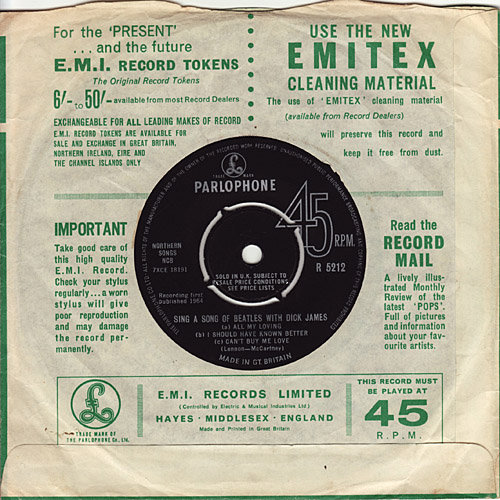 For the 'PRESENT'
...and the future
E.M.I. RECORD TOKENS
The Original Record Tokens
6/- to 50/- available from most Record Dealers
EXCHANGEABLE FOR ALL LEADING MAKES OF RECORD
E.M.I. RECORD TOKENS ARE AVAILABLE FOR
SALE AND EXCHANGE IN GREAT BRITAIN,
NORTHERN IRELAND, EIRE AND
THE CHANNEL ISLANDS ONLY
USE THE NEW
EMITEX
CLEANING MATERIAL
The use of 'EMITEX' cleaning material
(available from Record Dealers)
will preserve this record and
keep it free from dust.
TRADE MARK
PARLOPHONE
45
R.P.M.
NORTHERN
SONGS
NCB
7XCE 18191
R 5212
SOLD IN U.K. SUBJECT TO
RESALE PRICE CONDITIONS,
SEE PRICE LISTS
Recording first
published 1964
SING A SONG OF BEATLES WITH DICK JAMES
(a) ALL MY LOVING
(b) I SHOULD HAVE KNOWN BETTER
(c) CAN'T BUY ME LOVE
(Lennon—McCartney)
MADE IN GT. BRITAIN
IMPORTANT
Take good care of
this high quality
E.M.I. Record.
Check your stylus
regularly... a worn
stylus will destroy
proper reproduction
and may damage
the record
permanently.
Read the
RECORD
MAIL
A lively illus-
trated Monthly
Review of the
latest 'POPS'.
Full of pictures
and information
about your fav-
ourite artists.
TRADE MARK OF
THE PARLOPHONE Co. Ltd.
E.M.I. RECORDS LIMITED
(Controlled by Electric & Musical Industries Ltd)
HAYES · MIDDLESEX · ENGLAND
Made and Printed in Great Britain
THIS RECORD MUST
BE PLAYED AT
45
R.P.M.